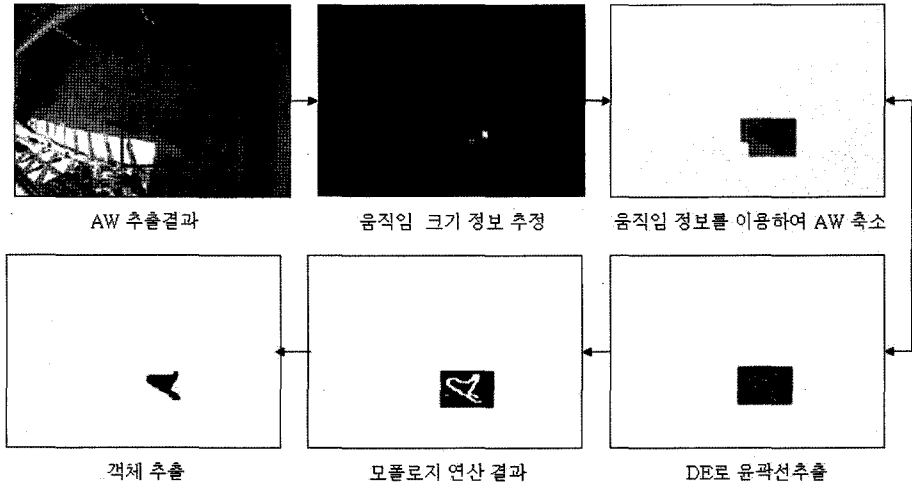 AW 추출결과
움직임 크기 정보 추정
움직임 정보를 이용하여 AW 축소
객체 추출
모폴로지 연산 결과
DE로 윤곽선추출